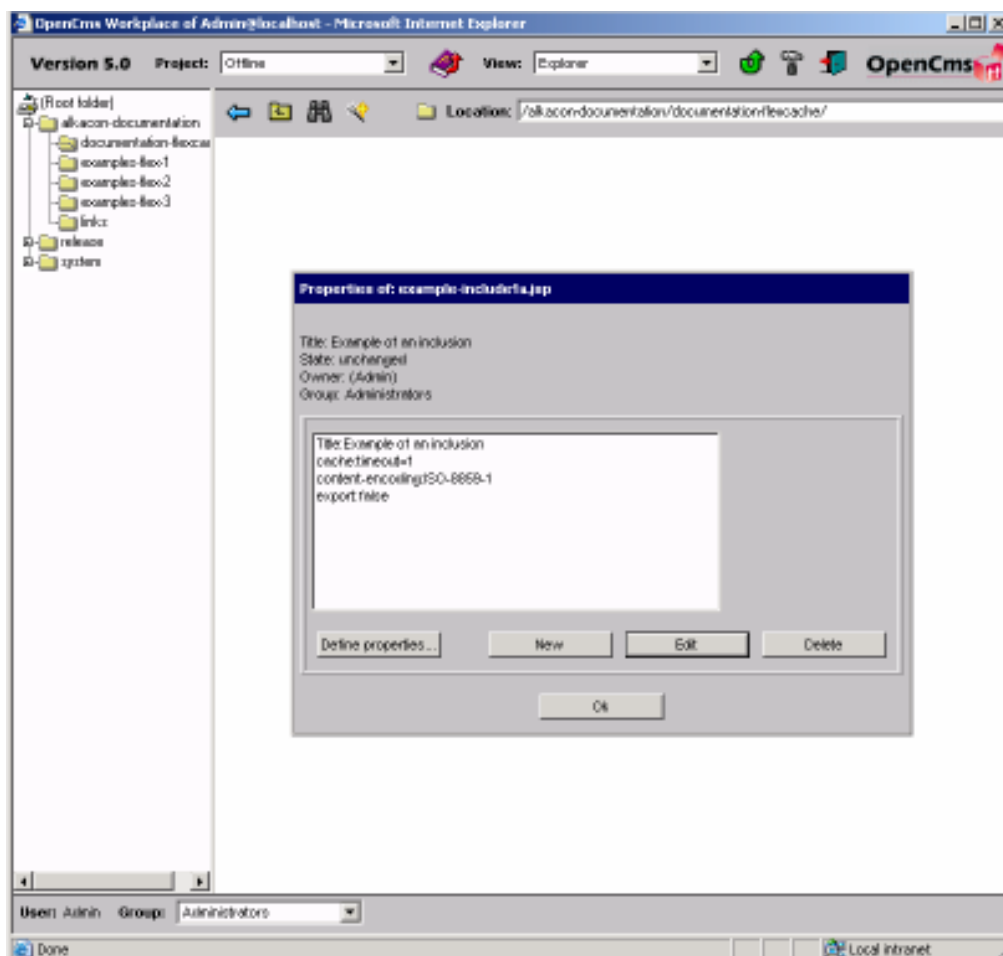 OpenCms Workplace of Admin@localhost - Microsoft Internet Explorer
Version 5.0 Project: Offline View: Explorer OpenCms
(Root folder)
alkacon-documentation
documentation-flexcac
examples-flex-1
examples-flex-2
examples-flex-3
links
release
system
Location: /alkacon-documentation/documentation-flexcache/
Properties of: example-include1a.jsp
Title: Example of an inclusion
State: unchanged
Owner: (Admin)
Group: Administrators
Title:Example of an inclusion
cache:timeout=1
content-encoding:ISO-8859-1
export:false
Define properties... New Edit Delete
Ok
User: Admin Group: Administrators
Done Local intranet